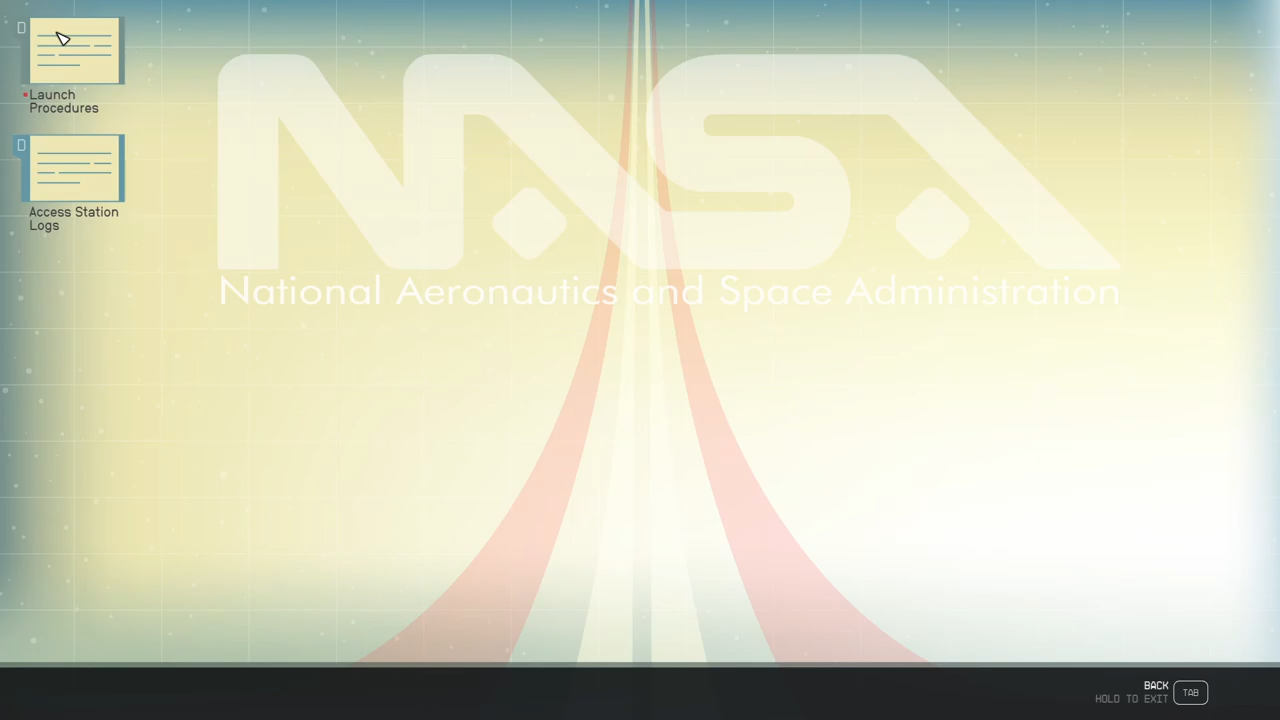 D
Launch
Procedures
D
Access Station
Logs
NASA
National Aeronautics and Space Administration
BACK
HOLD TO EXIT
TAB